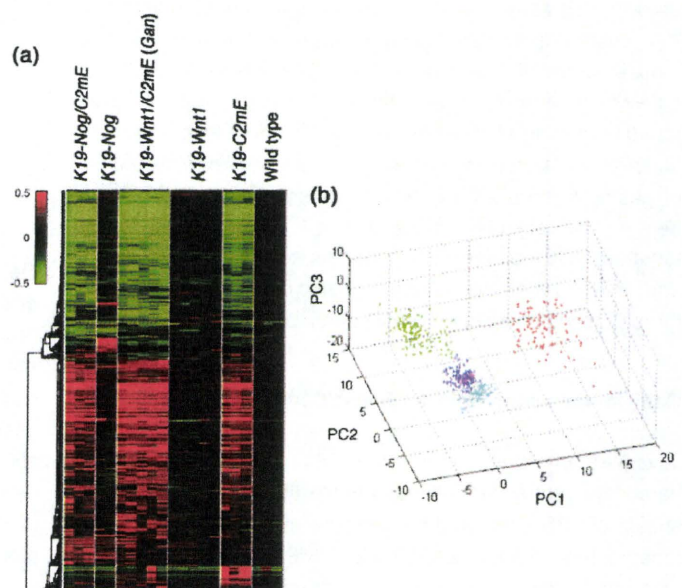 (a)
K19-Nog/C2mE
K19-Nog
K19-Wnt1/C2mE (Gan)
K19-Wnt1
K19-C2mE
Wild type
0.5
0
-0.5
(b)
PC3
10
0
-10
-20
15
10
5
0
-5
-10
PC2
-10
-5
0
5
10
15
20
PC1